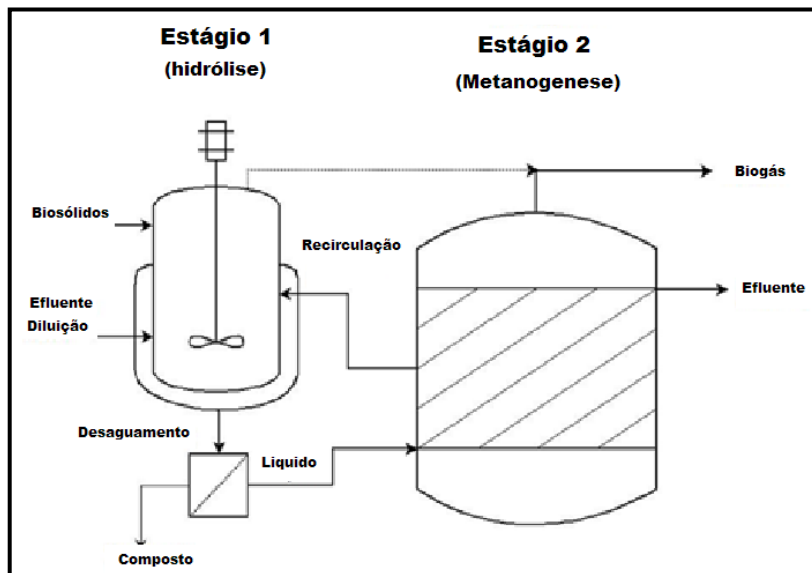 Estágio 1
(hidrólise)
Estágio 2
(Metanogenese)
Biogás
Biosólidos
Recirculação
Efluente
Efluente
Diluição
Desaguamento
Liquido
Composto